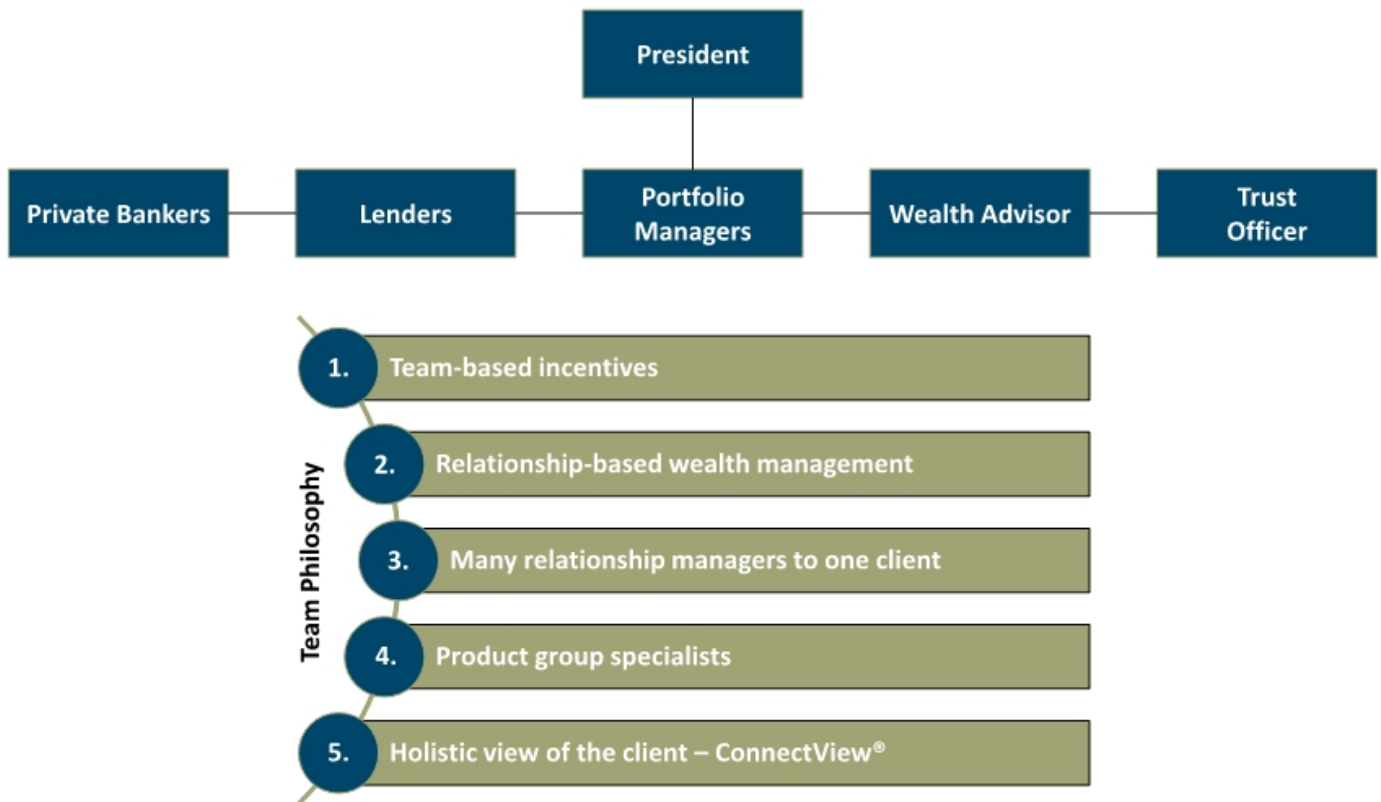 President
Private Bankers
Lenders
Portfolio
Managers
Wealth Advisor
Trust
Officer
Team Philosophy
1. Team-based incentives
2. Relationship-based wealth management
3. Many relationship managers to one client
4. Product group specialists
5. Holistic view of the client – ConnectView®